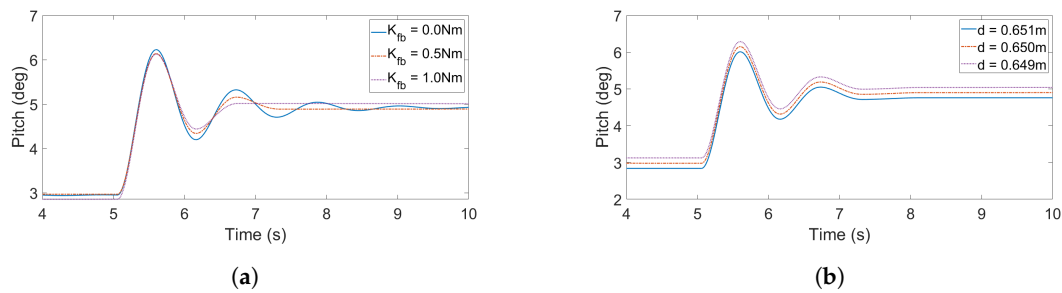 7
6
5
4
3
Pitch (deg)
4 5 6 7 8 9 10
Time (s)
K_fb = 0.0Nm
K_fb = 0.5Nm
K_fb = 1.0Nm
(a)
7
6
5
4
3
2
Pitch (deg)
4 5 6 7 8 9 10
Time (s)
d = 0.651m
d = 0.650m
d = 0.649m
(b)